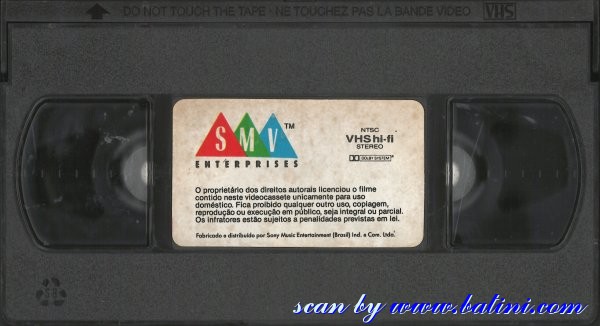 DO NOT TOUCH THE TAPE · NE TOUCHEZ PAS LA BANDE VIDEO VHS
SMV TM
ENTERPRISES
NTSC
VHS hi-fi
STEREO
DOLBY SYSTEM
O proprietário dos direitos autorais licenciou o filme
contido neste videocassete unicamente para uso
doméstico. Fica proibido qualquer outro uso, copiagem,
reprodução ou execução em público, seja integral ou parcial.
Os infratores estão sujeitos a penalidades previstas em lei.
Fabricado e distribuido por Sony Music Entertainment (Brasil) Ind. e Com. Ltda.
scan by www.batini.com